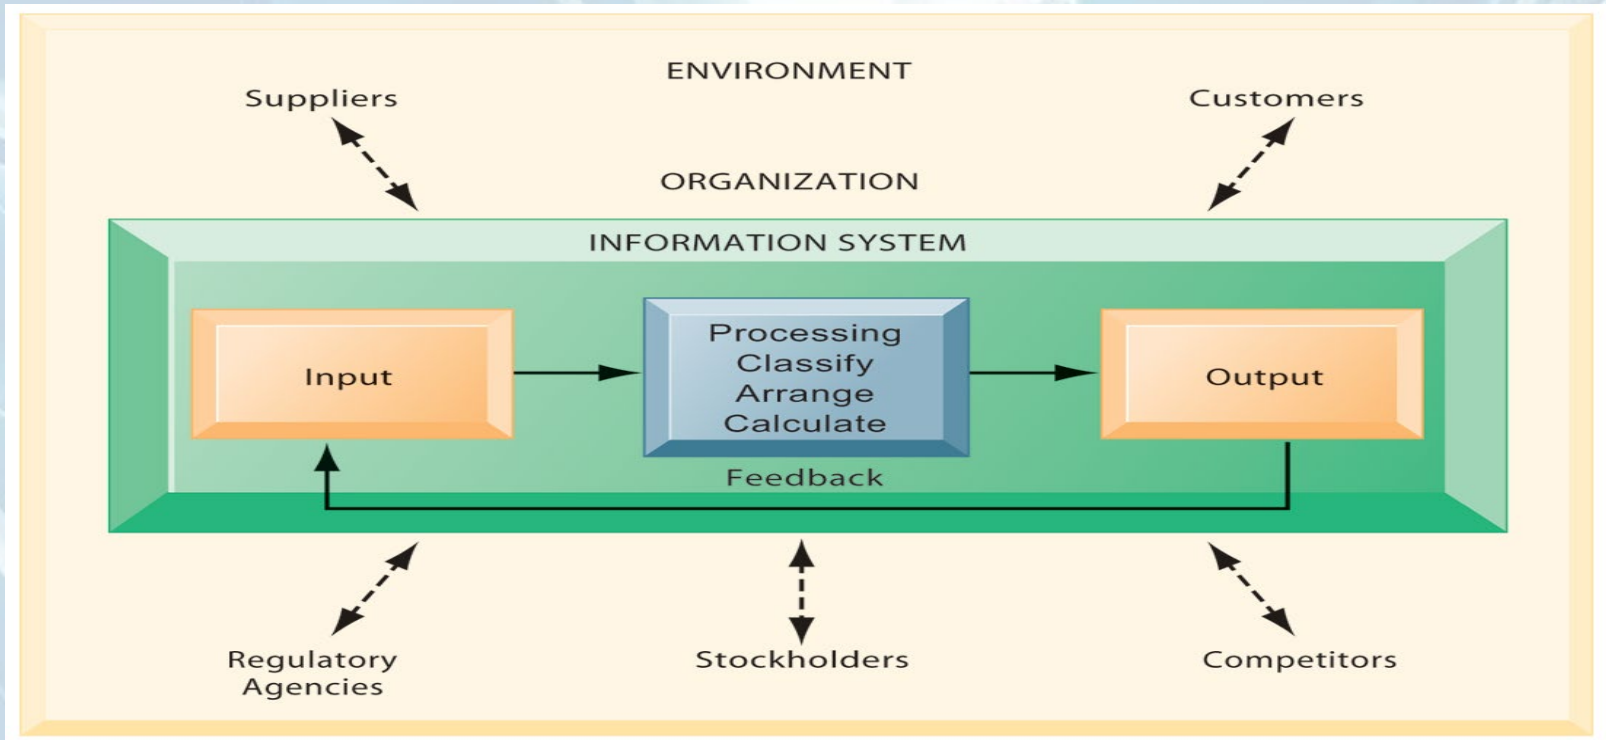 ENVIRONMENT
Suppliers
Customers
ORGANIZATION
INFORMATION SYSTEM
Input
Processing
Classify
Arrange
Calculate
Output
Feedback
Regulatory
Agencies
Stockholders
Competitors